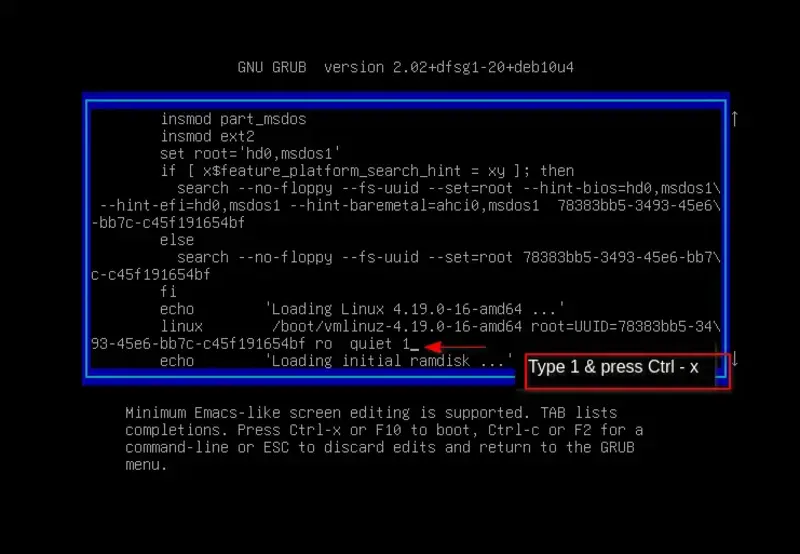 GNU GRUB  version 2.02+dfsg1-20+deb10u4
insmod part_msdos
insmod ext2
set root='hd0,msdos1'
if [ x$feature_platform_search_hint = xy ]; then
search --no-floppy --fs-uuid --set=root --hint-bios=hd0,msdos1\
--hint-efi=hd0,msdos1 --hint-baremetal=ahci0,msdos1  78383bb5-3493-45e6\
-bb7c-c45f191654bf
else
search --no-floppy --fs-uuid --set=root 78383bb5-3493-45e6-bb7\
c-c45f191654bf
fi
echo 'Loading Linux 4.19.0-16-amd64 ...'
linux /boot/vmlinuz-4.19.0-16-amd64 root=UUID=78383bb5-34\
93-45e6-bb7c-c45f191654bf ro  quiet 1_
echo 'Loading initial ramdisk ...'
Type 1 & press Ctrl - x
Minimum Emacs-like screen editing is supported. TAB lists
completions. Press Ctrl-x or F10 to boot, Ctrl-c or F2 for a
command-line or ESC to discard edits and return to the GRUB
menu.